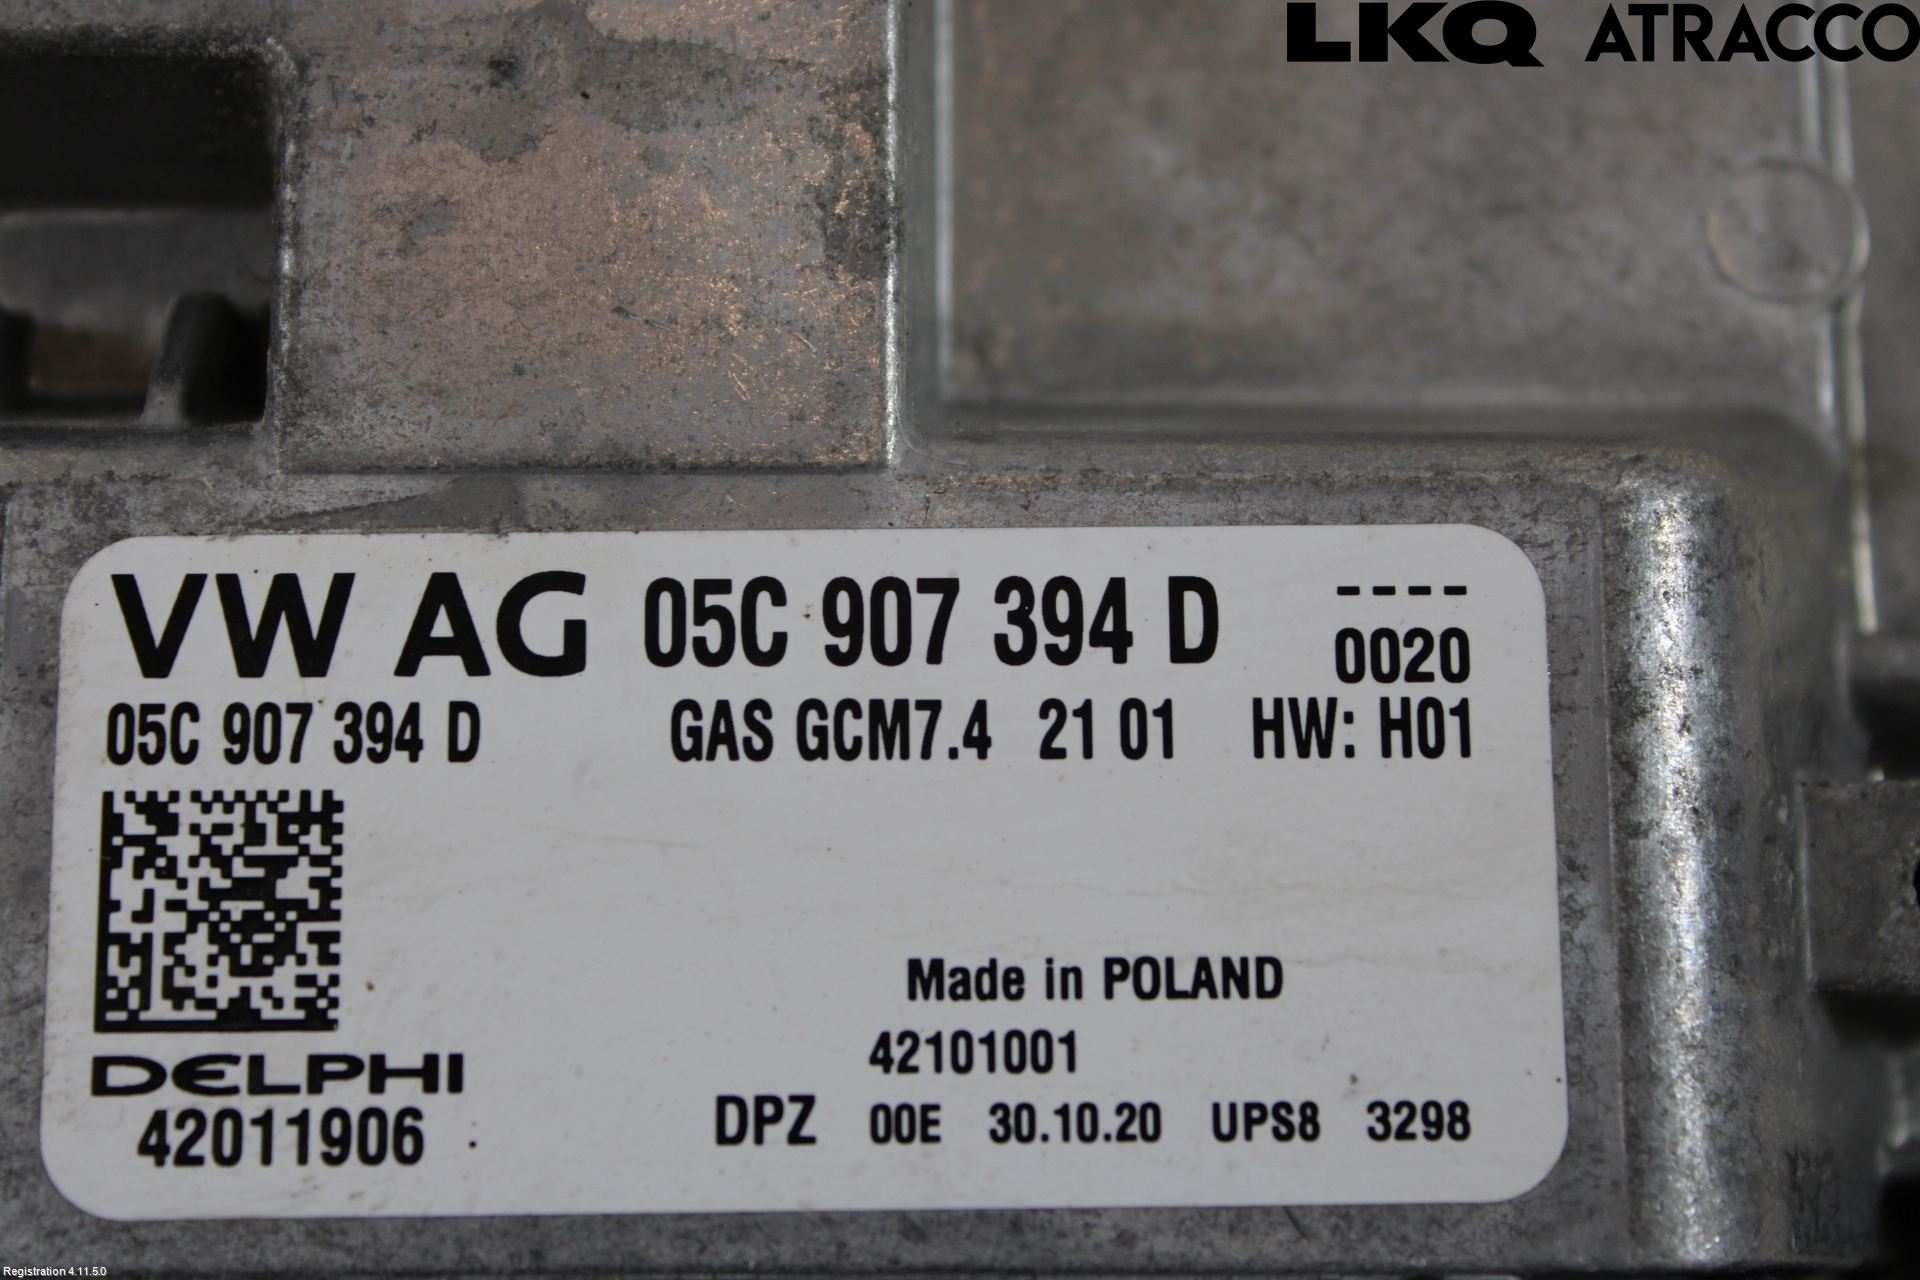 LKQ ATRACCO
VW AG 05C 907 394 D ----
0020
05C 907 394 D GAS GCM7.4 21 01 HW: H01
Made in POLAND
42101001
DELPHI
42011906
DPZ 00E 30.10.20 UPS8 3298
Registration 4.11.5.0